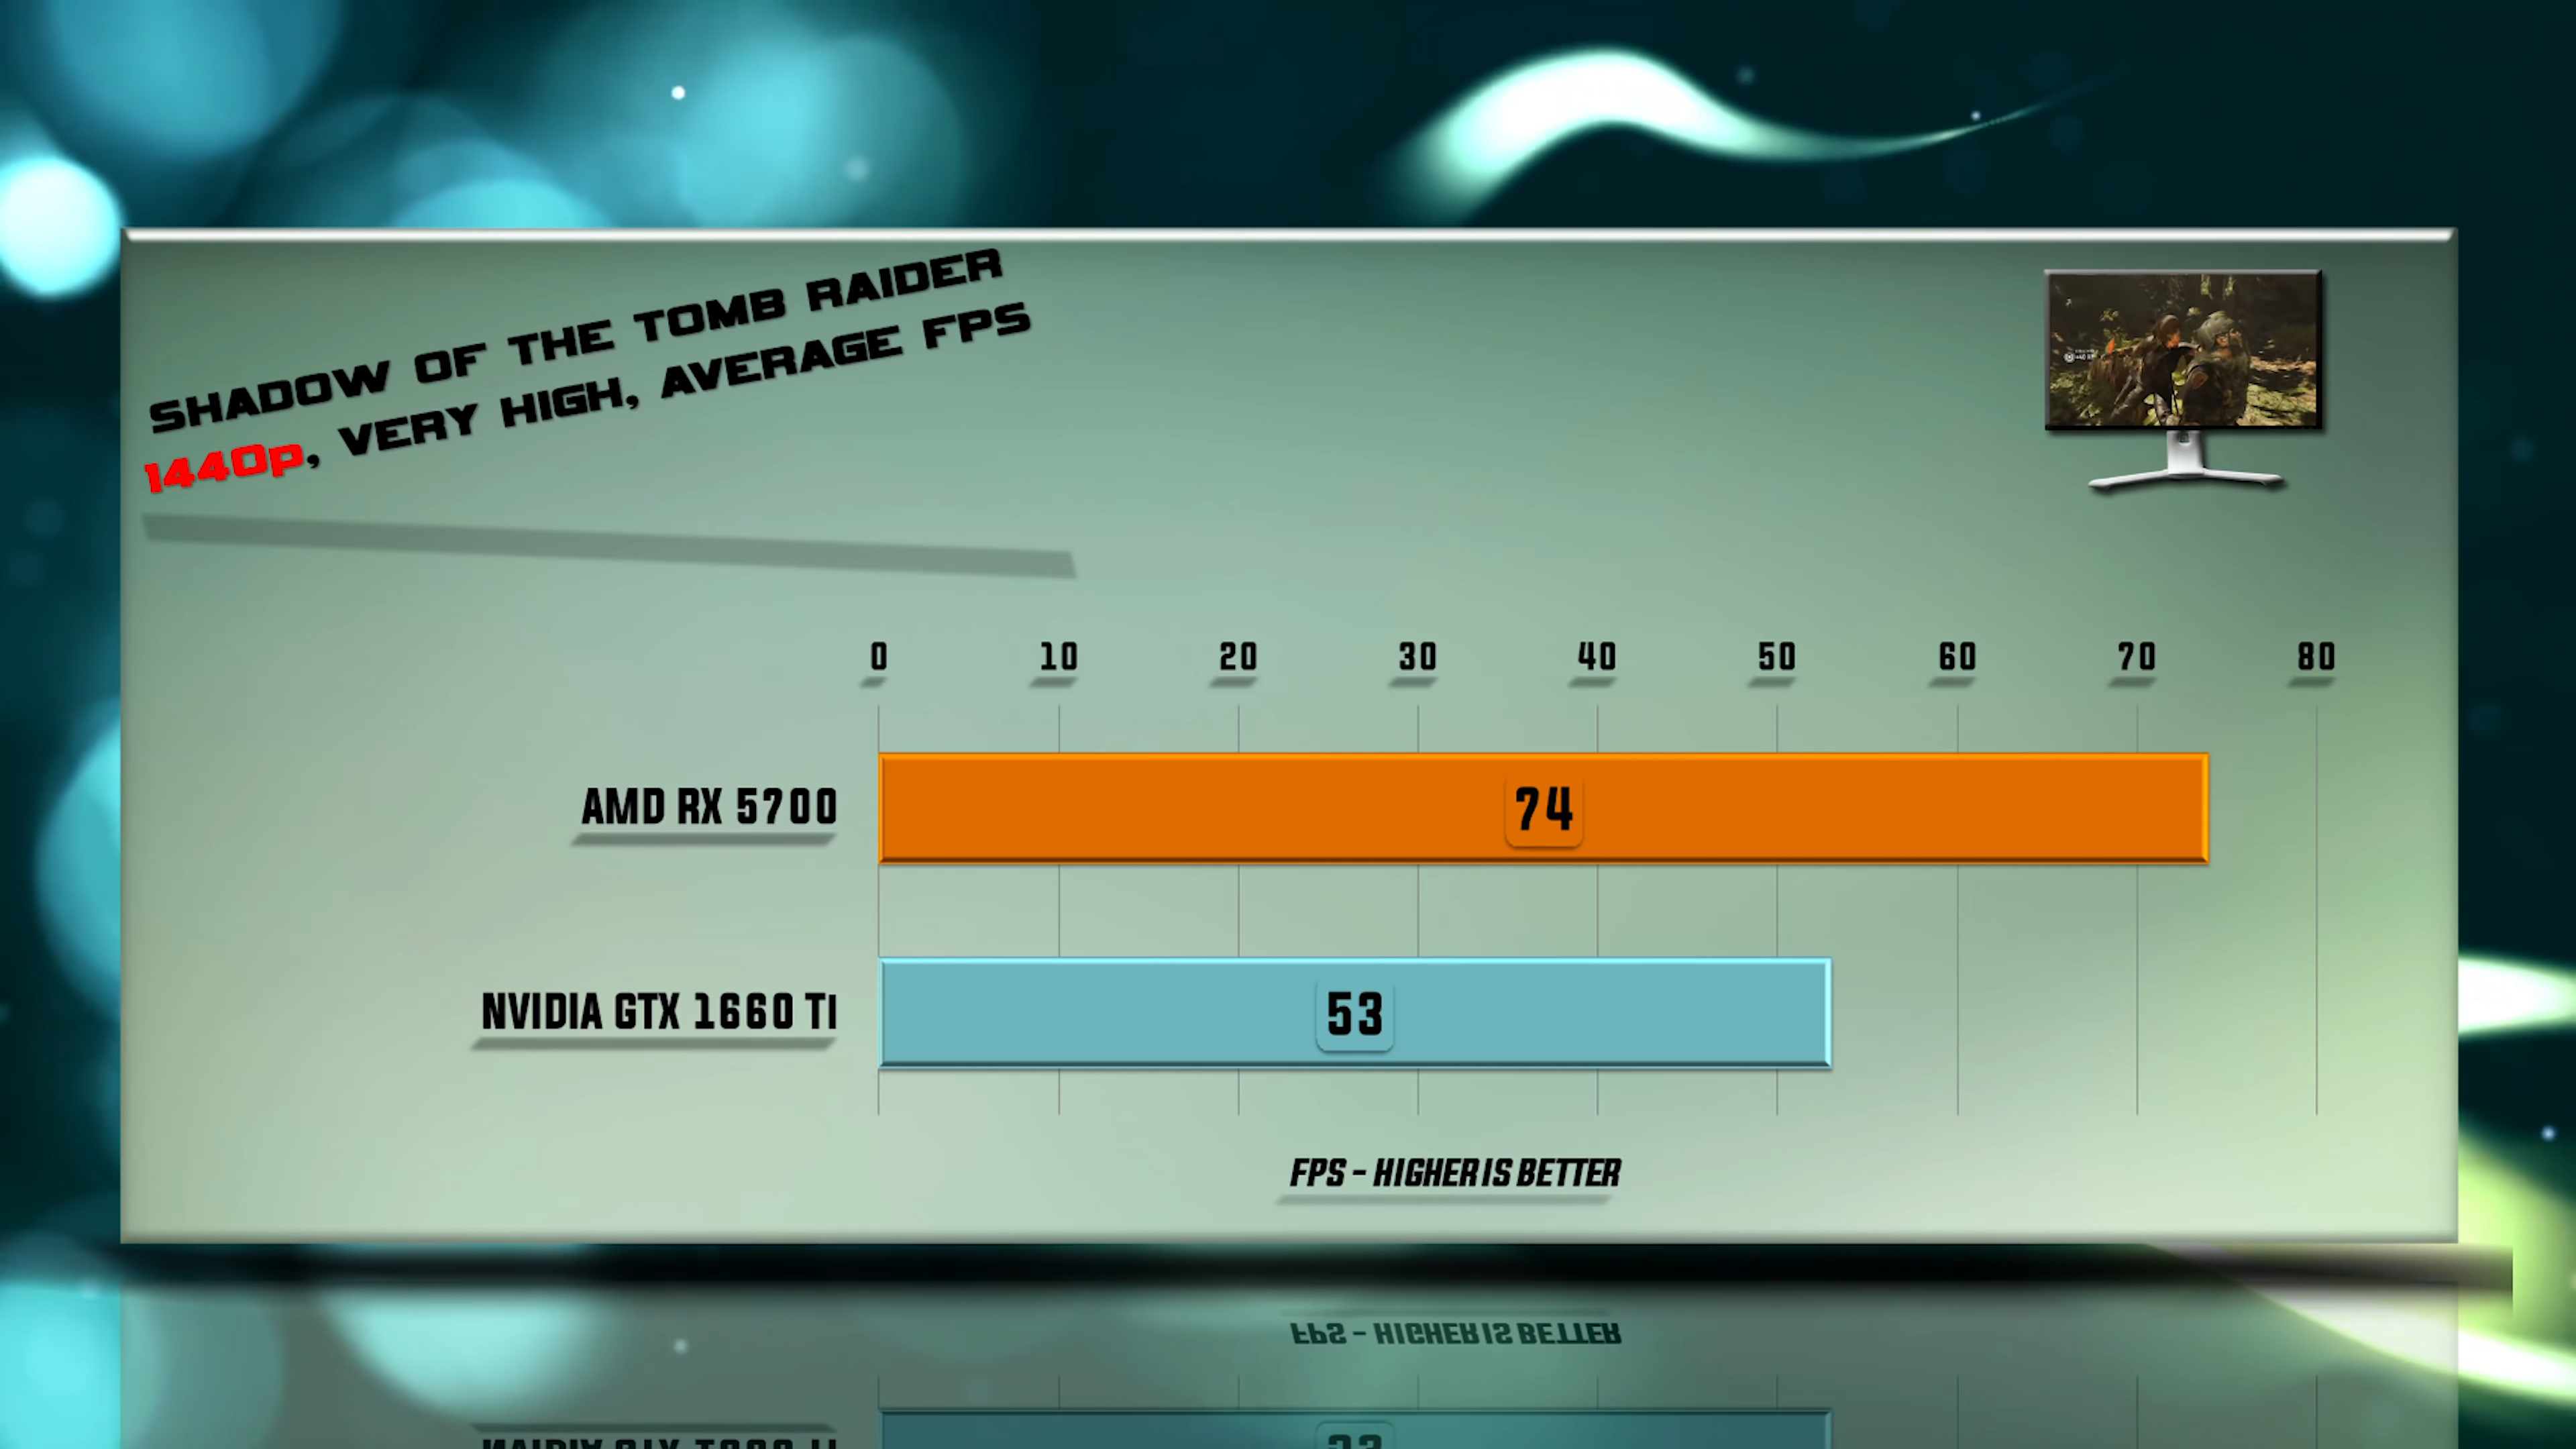 SHADOW OF THE TOMB RAIDER
1440p, VERY HIGH, AVERAGE FPS
0 10 20 30 40 50 60 70 80
AMD RX 5700 74
NVIDIA GTX 1660 TI 53
FPS - HIGHER IS BETTER